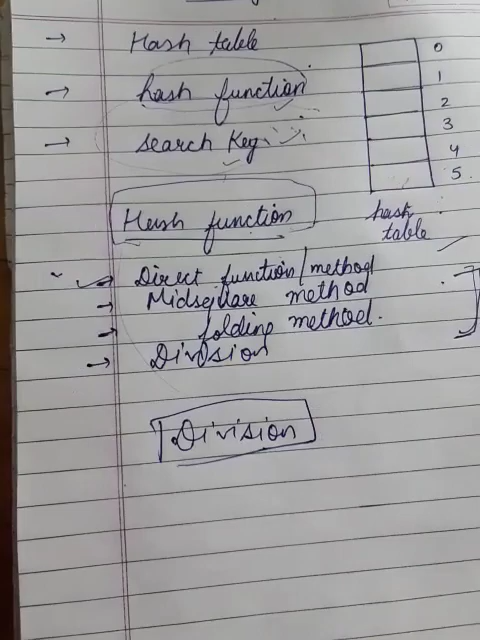 → Hash table
→ hash function
→ search Key
0
1
2
3
4
5
hash
table
Hash function
→ Direct function/method
→ Midsquare method
→ folding method.
→ Division
Division